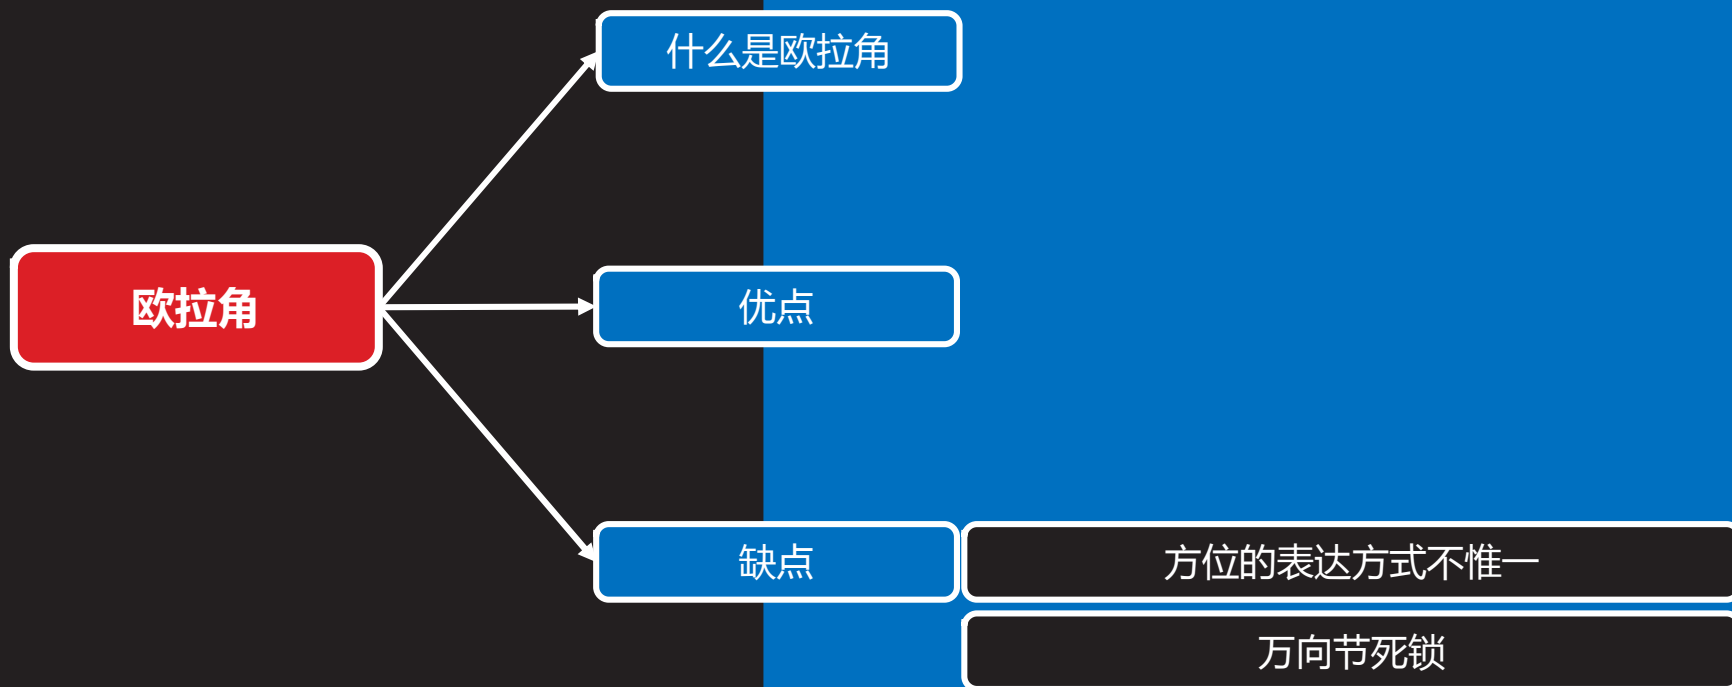 什么是欧拉角
欧拉角
优点
缺点
方位的表达方式不惟一
万向节死锁